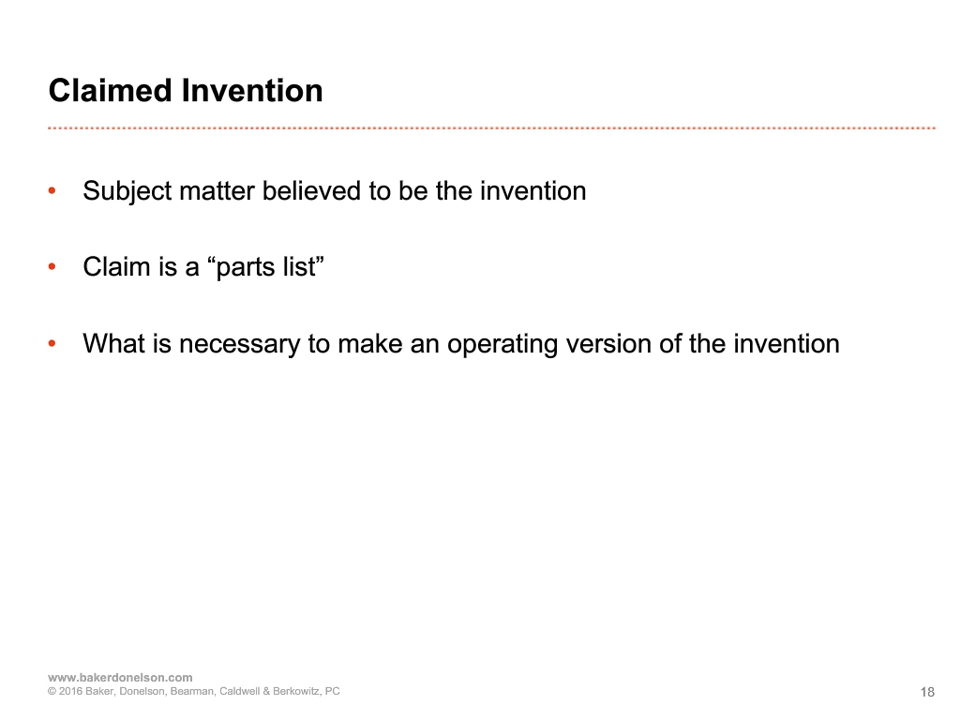 Claimed Invention
• Subject matter believed to be the invention
• Claim is a “parts list”
• What is necessary to make an operating version of the invention
www.bakerdonelson.com
© 2016 Baker, Donelson, Bearman, Caldwell & Berkowitz, PC
18